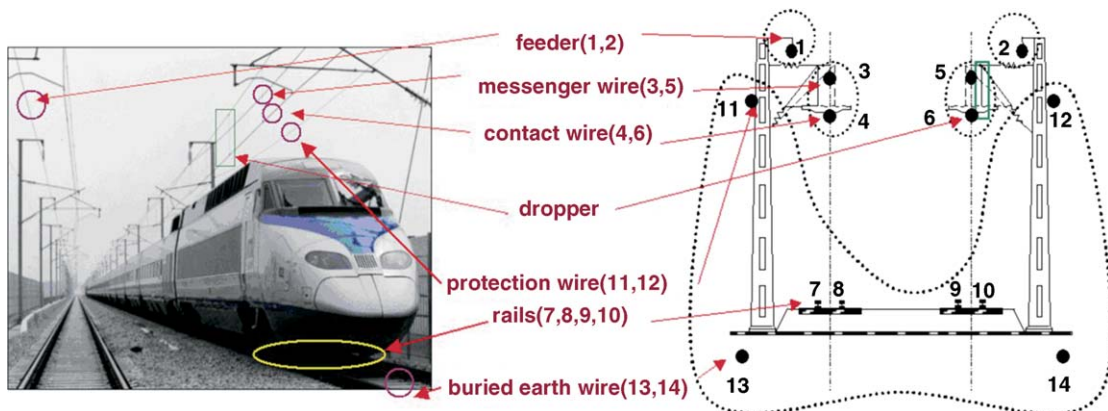 feeder(1,2)
messenger wire(3,5)
contact wire(4,6)
dropper
protection wire(11,12)
rails(7,8,9,10)
buried earth wire(13,14)
1
2
3
5
11
4
6
12
7 8
9 10
13
14